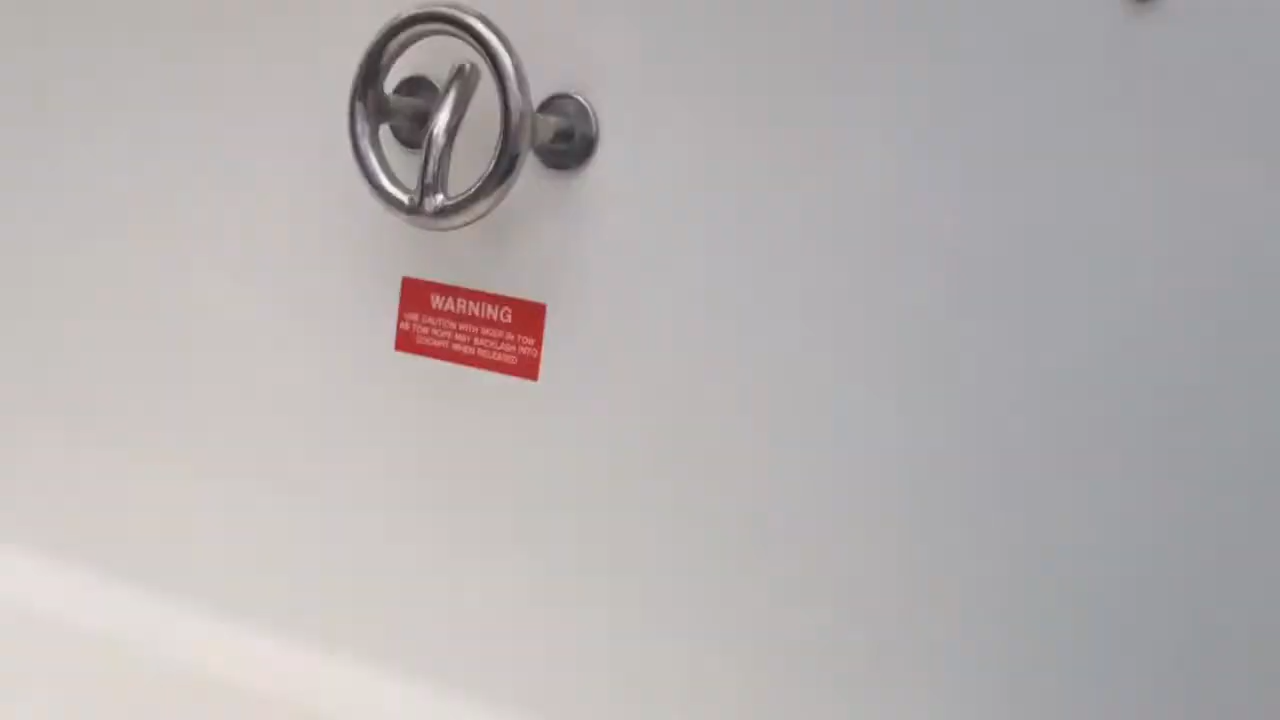 WARNING
USE CAUTION WITH SKIER IN TOW
AS TOW ROPE MAY BACKLASH INTO
COCKPIT WHEN RELEASED